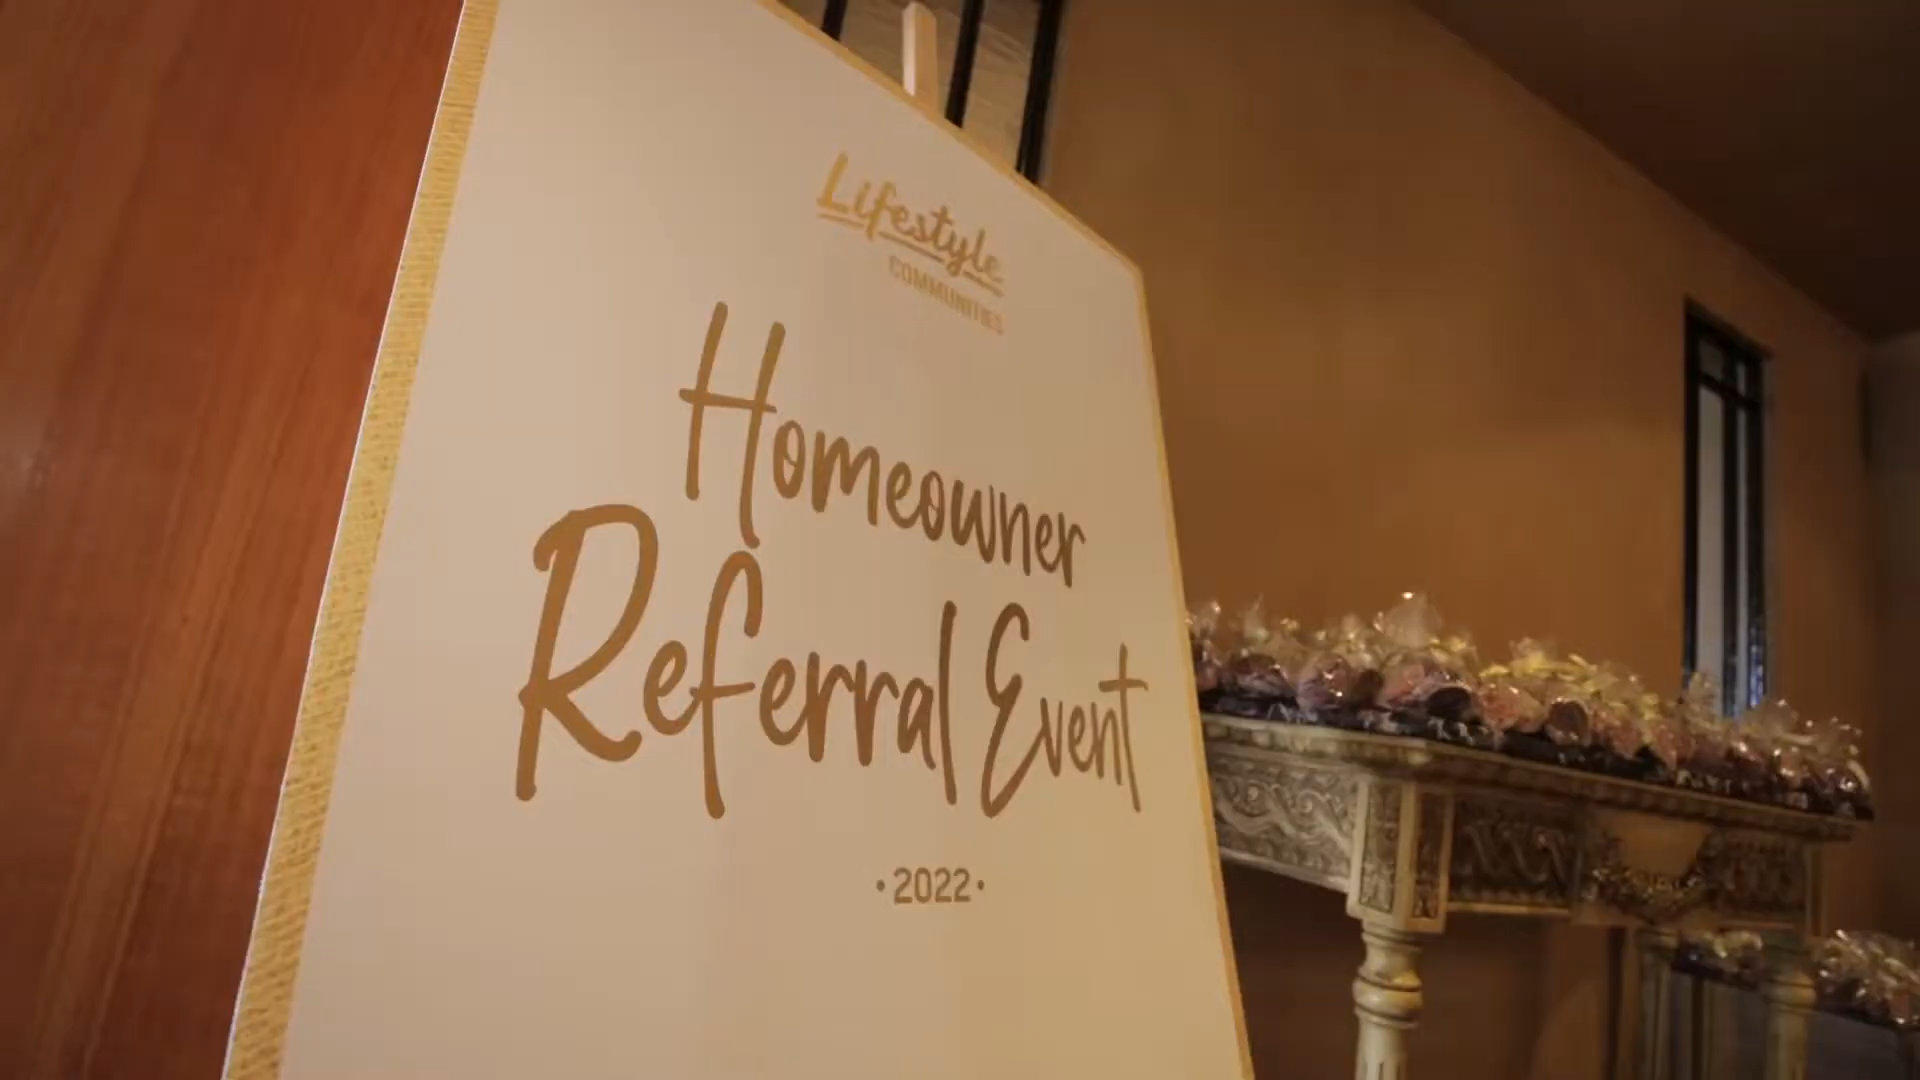 Lifestyle
COMMUNITIES
Homeowner
Referral Event
·2022·